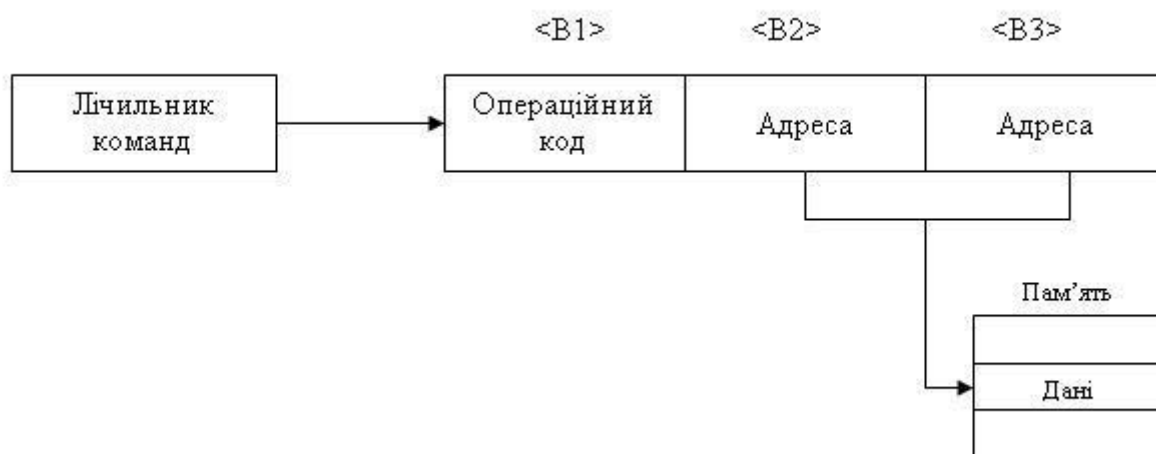 <B1> <B2> <B3>
Лічильник
команд
Операційний
код
Адреса
Адреса
Пам’ять
Дані